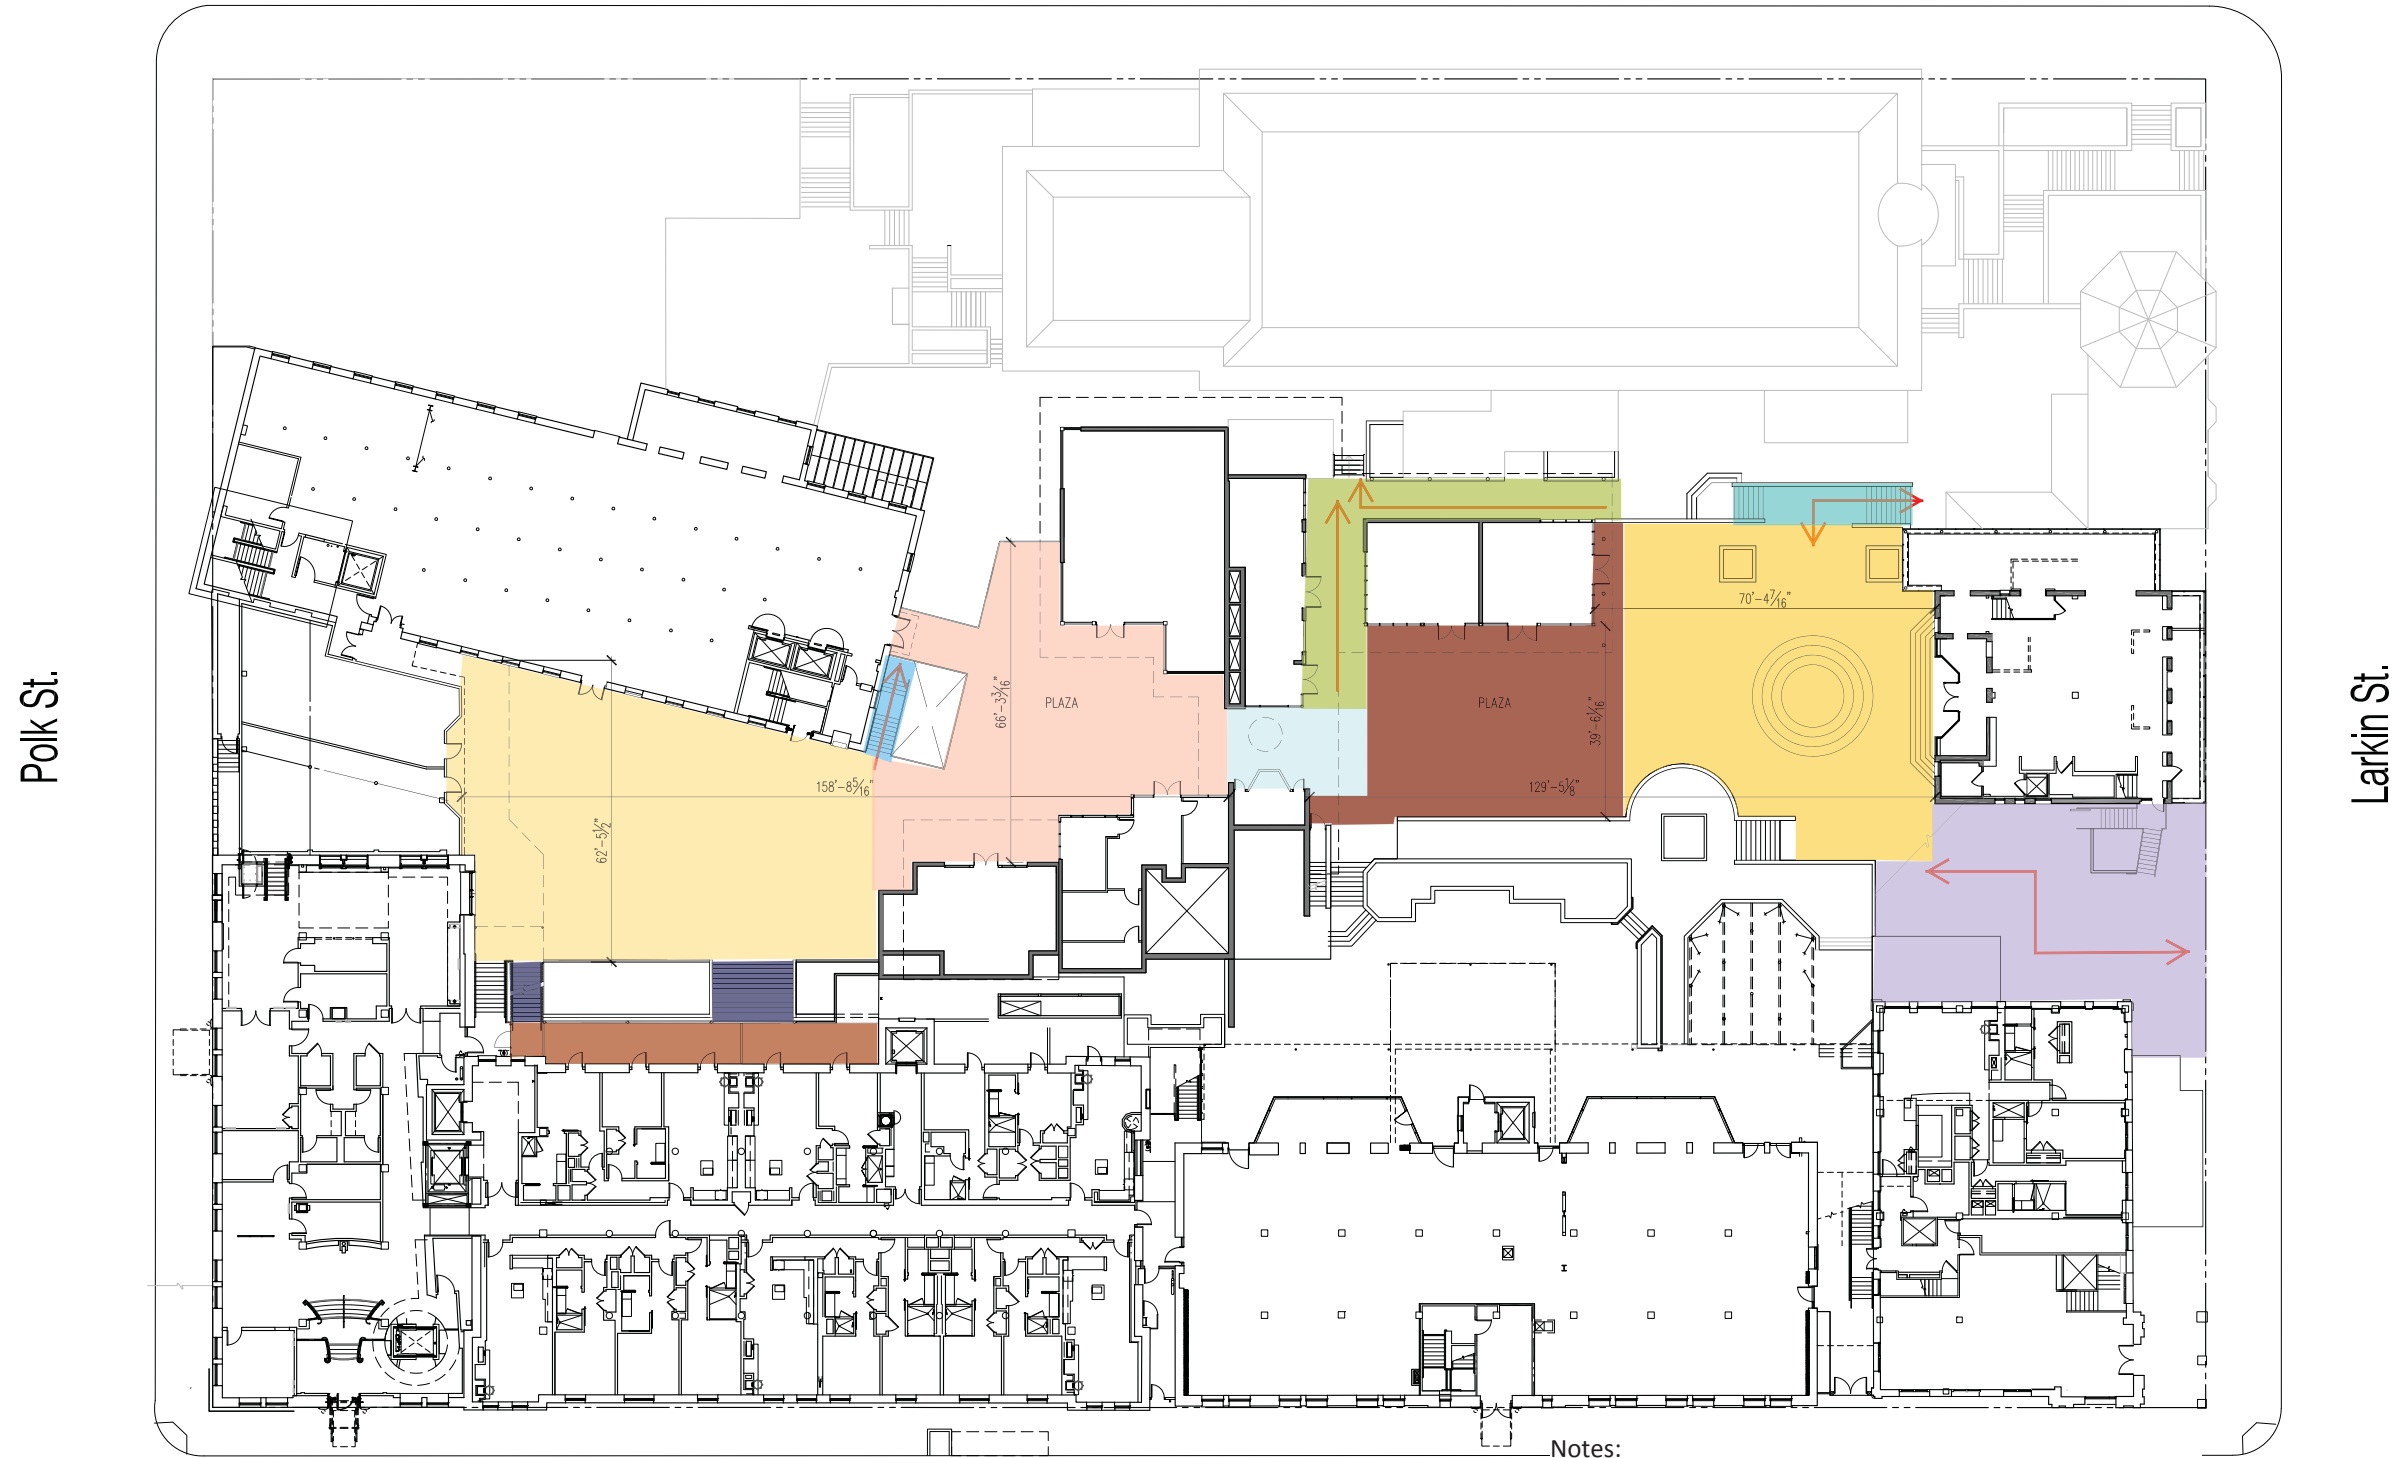 Polk St.
Larkin St.
70'-4 7/16"
66'-3 3/16"
PLAZA
PLAZA
39'-6 1/16"
158'-8 5/16"
129'-5 1/8"
62'-5 1/2"
Notes: